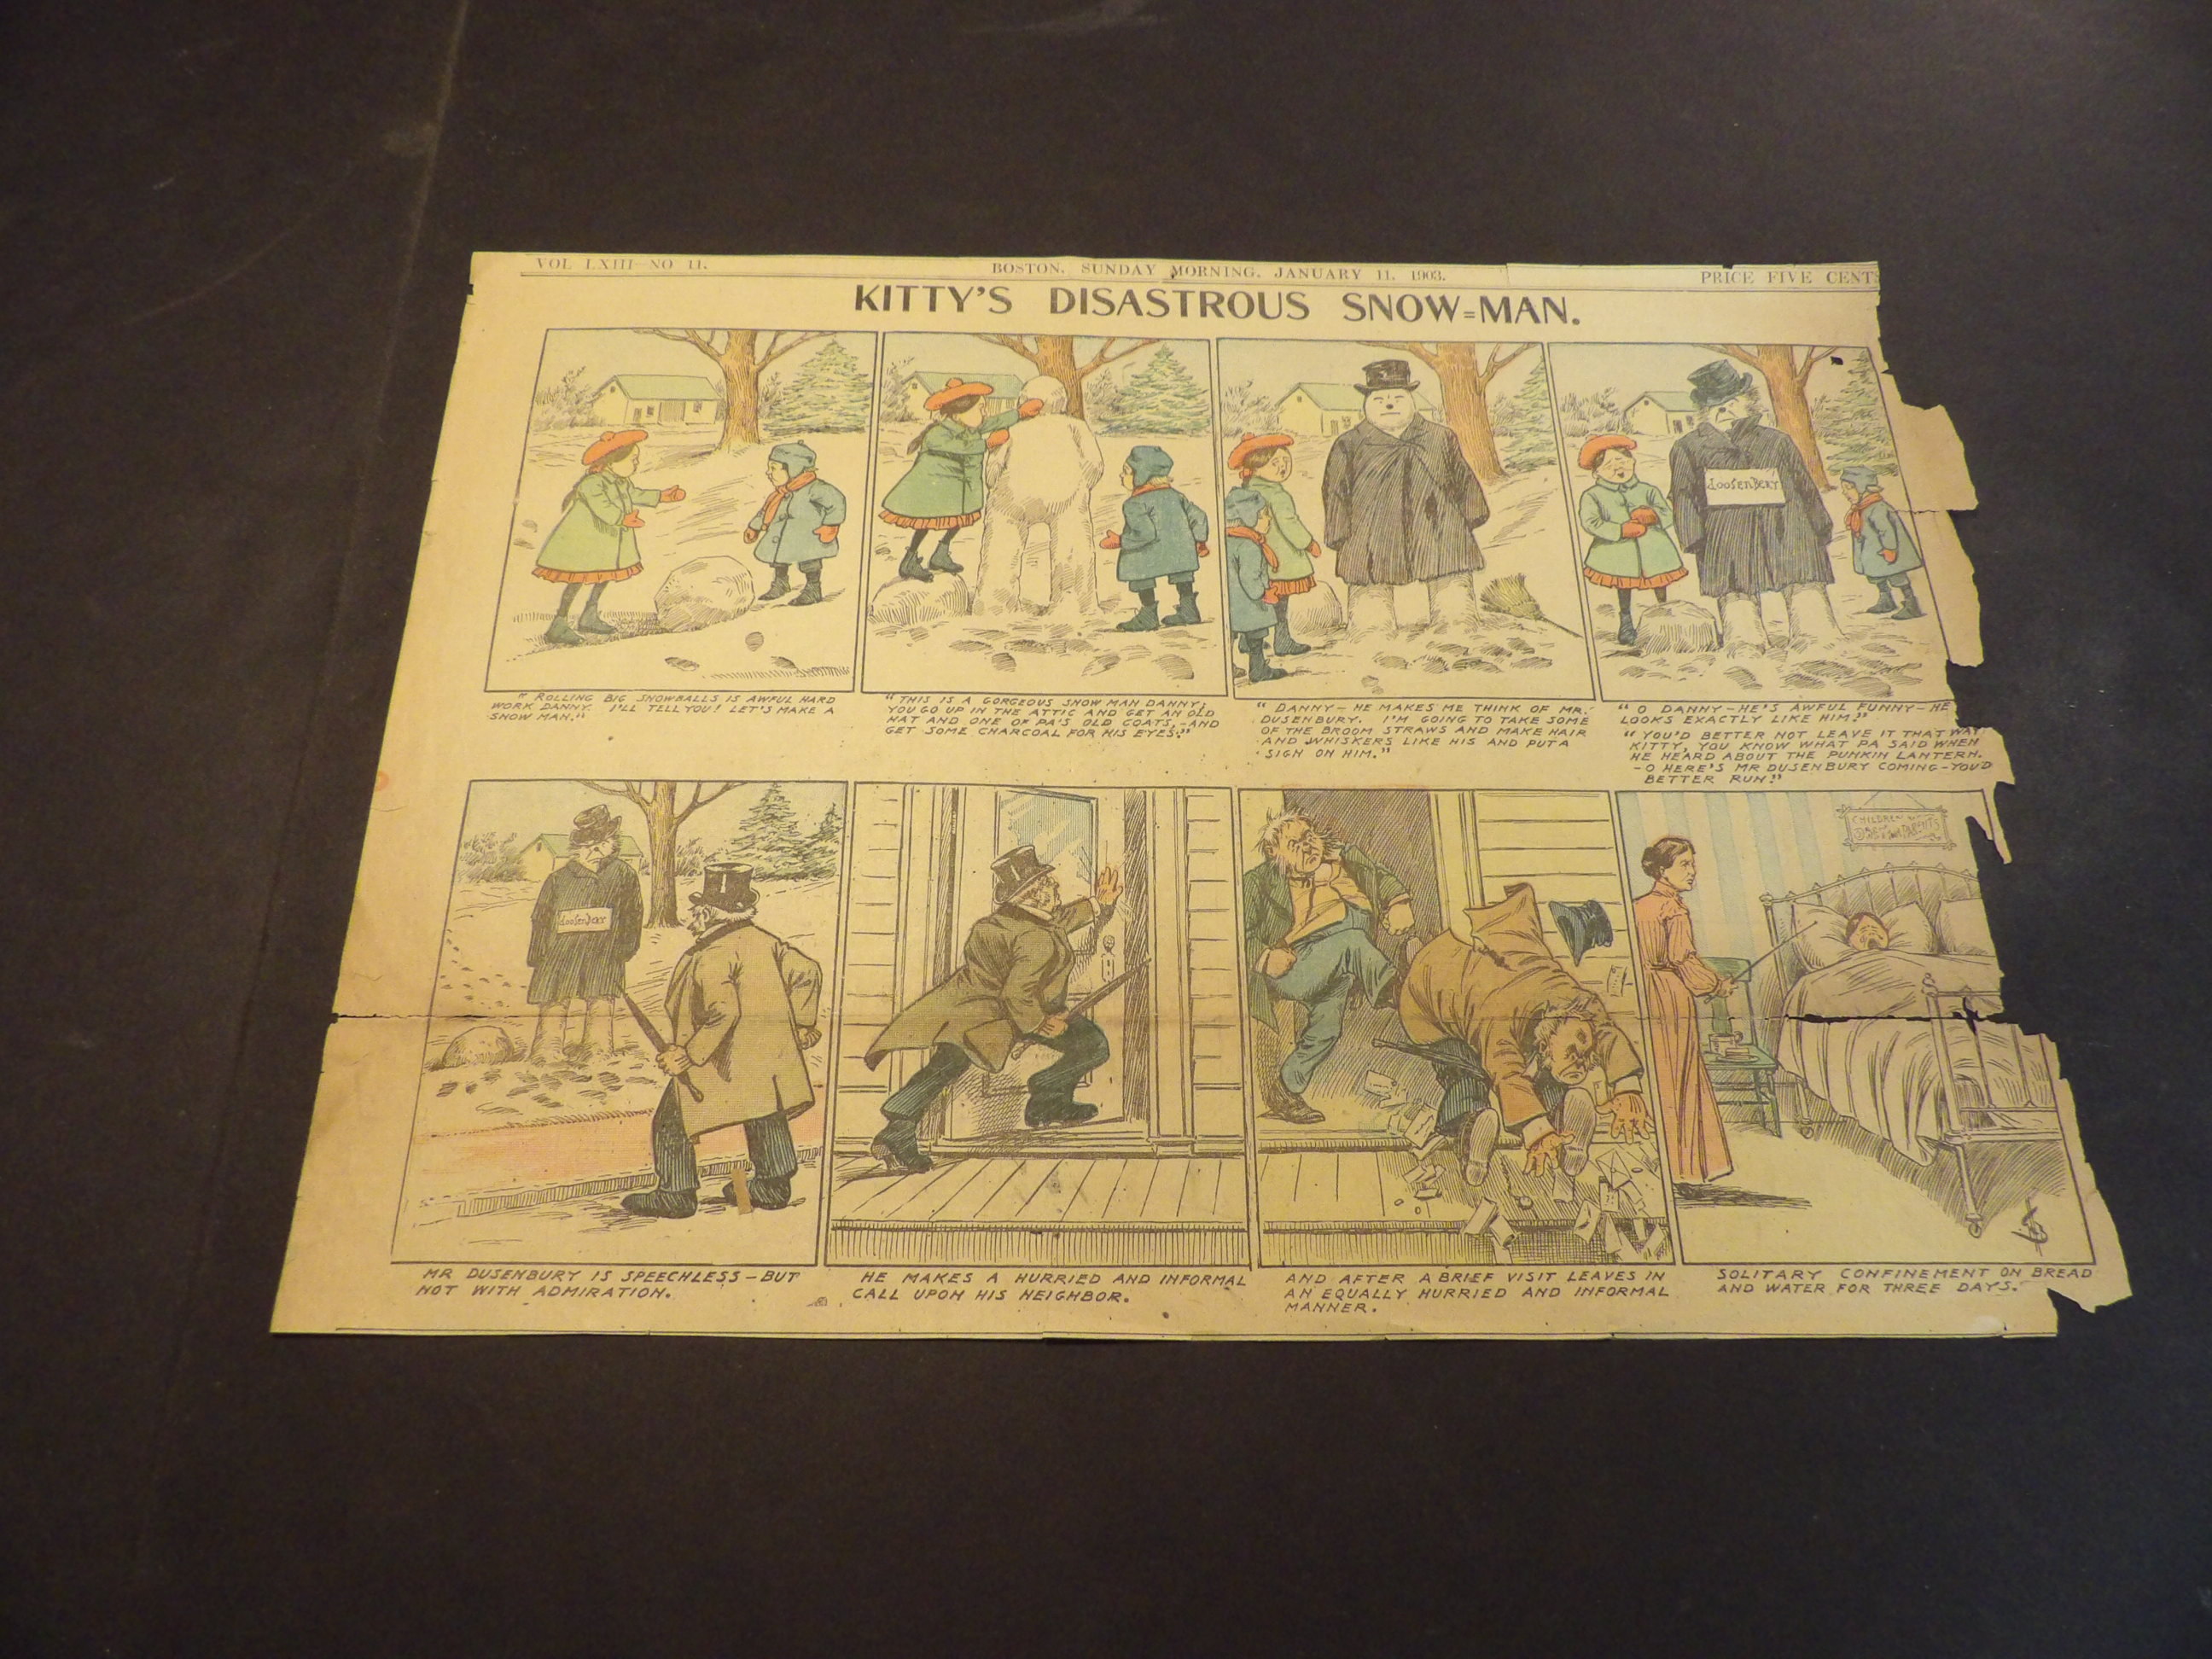 VOL LXIII—NO 11.
BOSTON, SUNDAY MORNING, JANUARY 11, 1903.
PRICE FIVE CENTS
KITTY'S DISASTROUS SNOW=MAN.
"ROLLING BIG SNOWBALLS IS AWFUL HARD
WORK DANNY. I'LL TELL YOU! LET'S MAKE A
SNOW MAN."
"THIS IS A GORGEOUS SNOW MAN DANNY;
YOU GO UP IN THE ATTIC AND GET AN OLD
HAT AND ONE OF PA'S OLD COATS,—AND
GET SOME CHARCOAL FOR HIS EYES."
"DANNY— HE MAKES ME THINK OF MR.
DUSENBURY. I'M GOING TO TAKE SOME
OF THE BROOM STRAWS AND MAKE HAIR
AND WHISKERS LIKE HIS AND PUT A
SIGN ON HIM."
doosenbery
"O DANNY—HE'S AWFUL FUNNY—HE
LOOKS EXACTLY LIKE HIM!"
"YOU'D BETTER NOT LEAVE IT THAT WAY
KITTY, YOU KNOW WHAT PA SAID WHEN
HE HEARD ABOUT THE PUNKIN LANTERN.
—O HERE'S MR DUSENBURY COMING—YOU'D
BETTER RUN!"
doosenbery
MR DUSENBURY IS SPEECHLESS—BUT
NOT WITH ADMIRATION.
HE MAKES A HURRIED AND INFORMAL
CALL UPON HIS NEIGHBOR.
AND AFTER A BRIEF VISIT LEAVES IN
AN EQUALLY HURRIED AND INFORMAL
MANNER.
CHILDREN
PARENTS
SOLITARY CONFINEMENT ON BREAD
AND WATER FOR THREE DAYS.